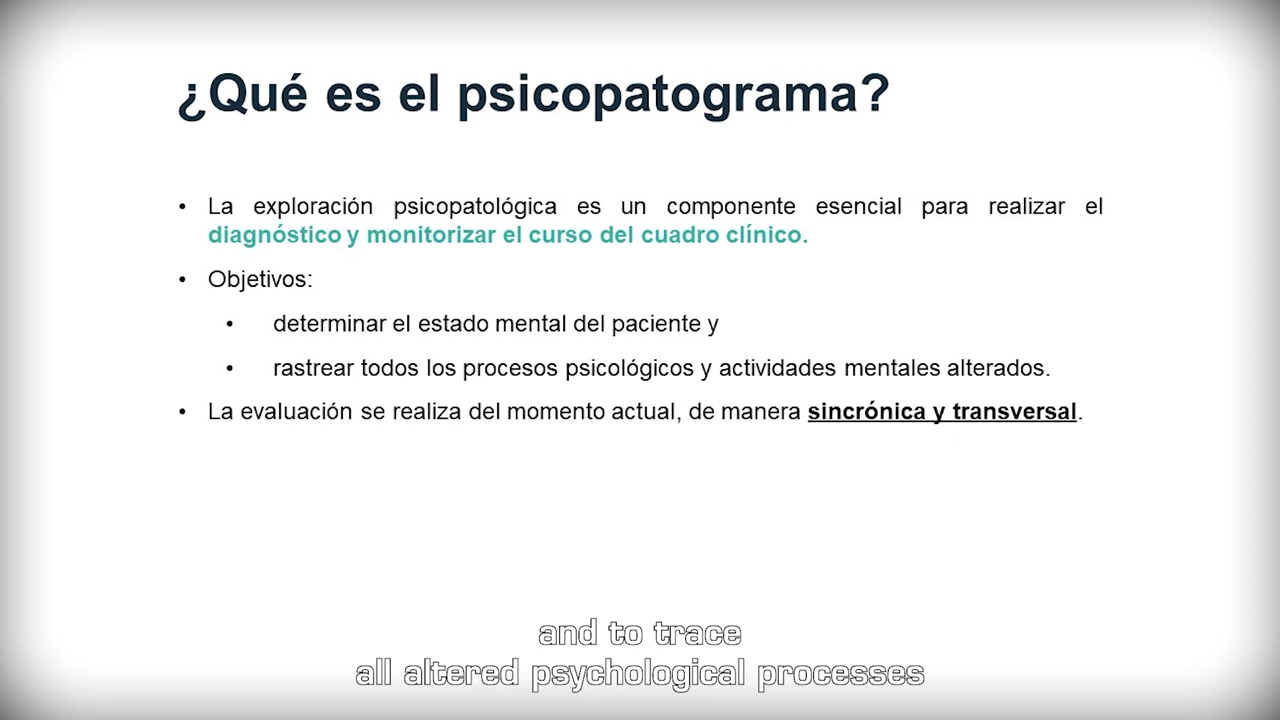 ¿Qué es el psicopatograma?
• La exploración psicopatológica es un componente esencial para realizar el
diagnóstico y monitorizar el curso del cuadro clínico.
• Objetivos:
• determinar el estado mental del paciente y
• rastrear todos los procesos psicológicos y actividades mentales alterados.
• La evaluación se realiza del momento actual, de manera sincrónica y transversal.
and to trace
all altered psychological processes